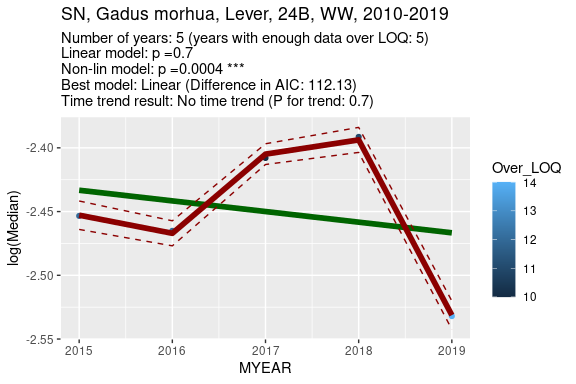 SN, Gadus morhua, Lever, 24B, WW, 2010-2019
Number of years: 5 (years with enough data over LOQ: 5)
Linear model: p =0.7
Non-lin model: p =0.0004 ***
Best model: Linear (Difference in AIC: 112.13)
Time trend result: No time trend (P for trend: 0.7)
log(Median)
-2.40
-2.45
-2.50
-2.55
2015 2016 2017 2018 2019
MYEAR
Over_LOQ
14
13
12
11
10